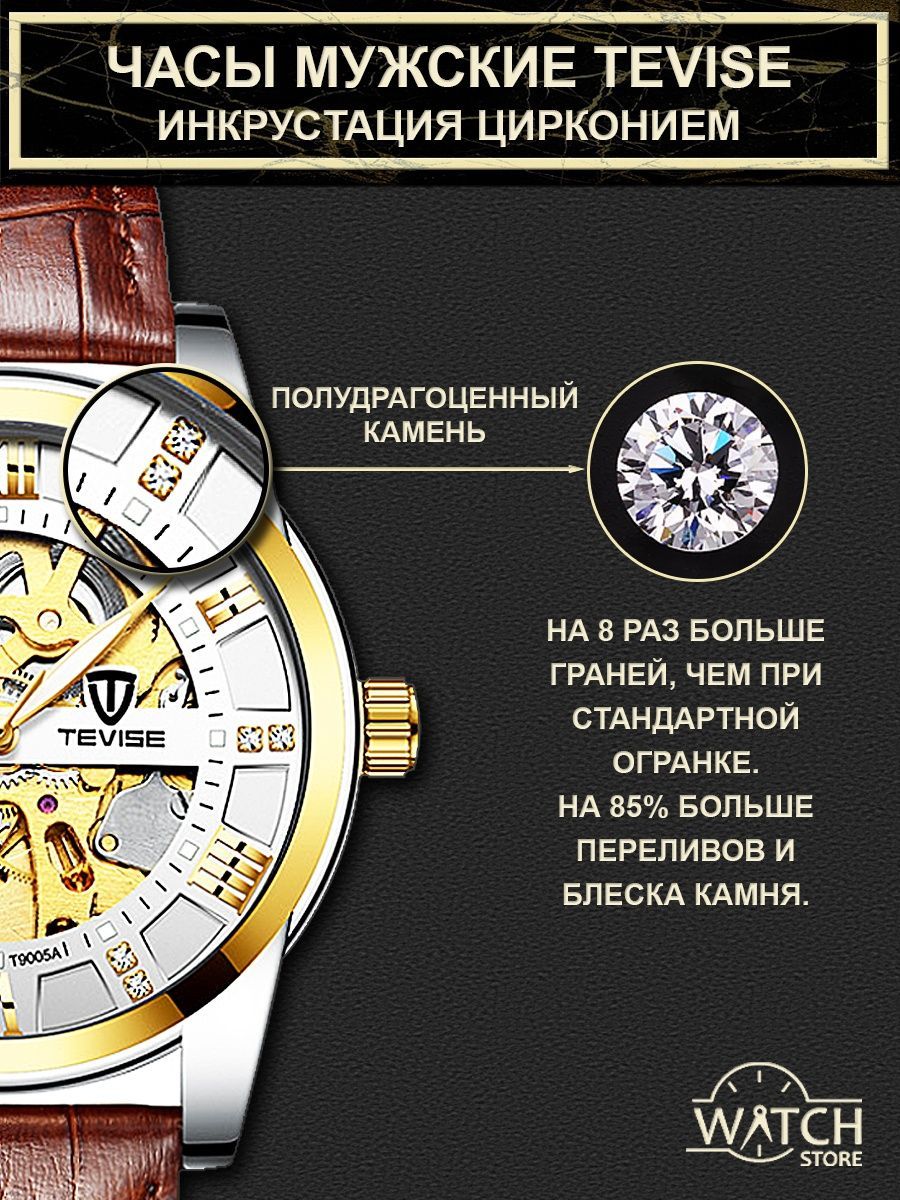 ЧАСЫ МУЖСКИЕ TEVISE
ИНКРУСТАЦИЯ ЦИРКОНИЕМ
ПОЛУДРАГОЦЕННЫЙ
КАМЕНЬ
НА 8 РАЗ БОЛЬШЕ
ГРАНЕЙ, ЧЕМ ПРИ
СТАНДАРТНОЙ
ОГРАНКЕ.
НА 85% БОЛЬШЕ
ПЕРЕЛИВОВ И
БЛЕСКА КАМНЯ.
TEVISE
T9005A
WATCH
STORE